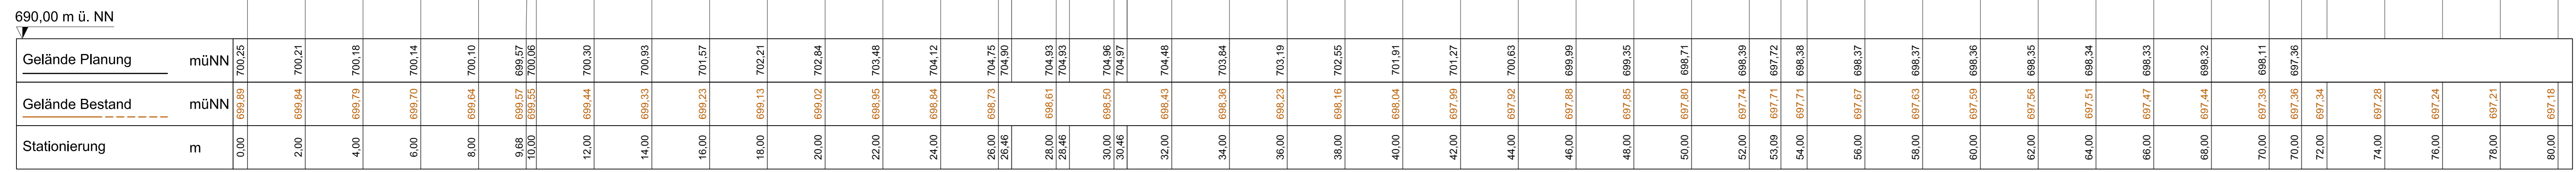 690,00 m ü. NN
Gelände Planung müNN 700,25 700,21 700,18 700,14 700,10 699,57 700,06 700,30 700,93 701,57 702,21 702,84 703,48 704,12 704,75 704,90 704,93 704,93 704,96 704,97 704,48 703,84 703,19 702,55 701,91 701,27 700,63 699,99 699,35 698,71 698,39 697,72 698,38 698,37 698,37 698,36 698,35 698,34 698,33 698,32 698,11 697,36
Gelände Bestand müNN 699,89 699,84 699,79 699,70 699,64 699,57 699,55 699,44 699,33 699,23 699,13 699,02 698,95 698,84 698,73 698,61 698,50 698,43 698,36 698,23 698,16 698,04 697,99 697,92 697,88 697,85 697,80 697,74 697,71 697,71 697,67 697,63 697,59 697,56 697,51 697,47 697,44 697,39 697,36 697,34 697,28 697,24 697,21 697,18
Stationierung m 0,00 2,00 4,00 6,00 8,00 9,68 10,00 12,00 14,00 16,00 18,00 20,00 22,00 24,00 26,00 26,46 28,00 28,46 30,00 30,46 32,00 34,00 36,00 38,00 40,00 42,00 44,00 46,00 48,00 50,00 52,00 53,09 54,00 56,00 58,00 60,00 62,00 64,00 66,00 68,00 70,00 70,00 72,00 74,00 76,00 78,00 80,00